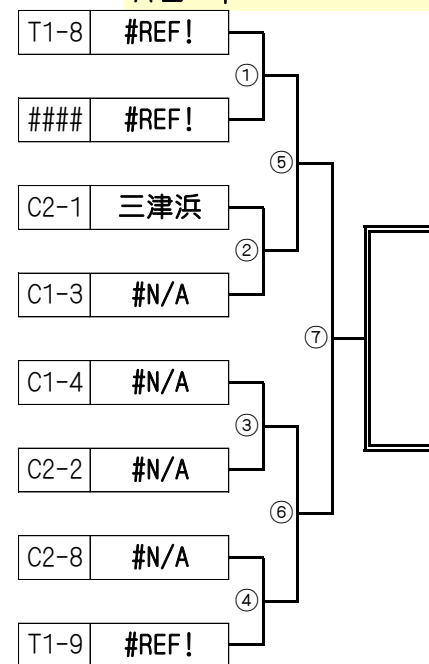 T1-8 #REF!
①
#### #REF!
⑤
C2-1 三津浜
②
C1-3 #N/A
⑦
C1-4 #N/A
③
C2-2 #N/A
⑥
C2-8 #N/A
④
T1-9 #REF!